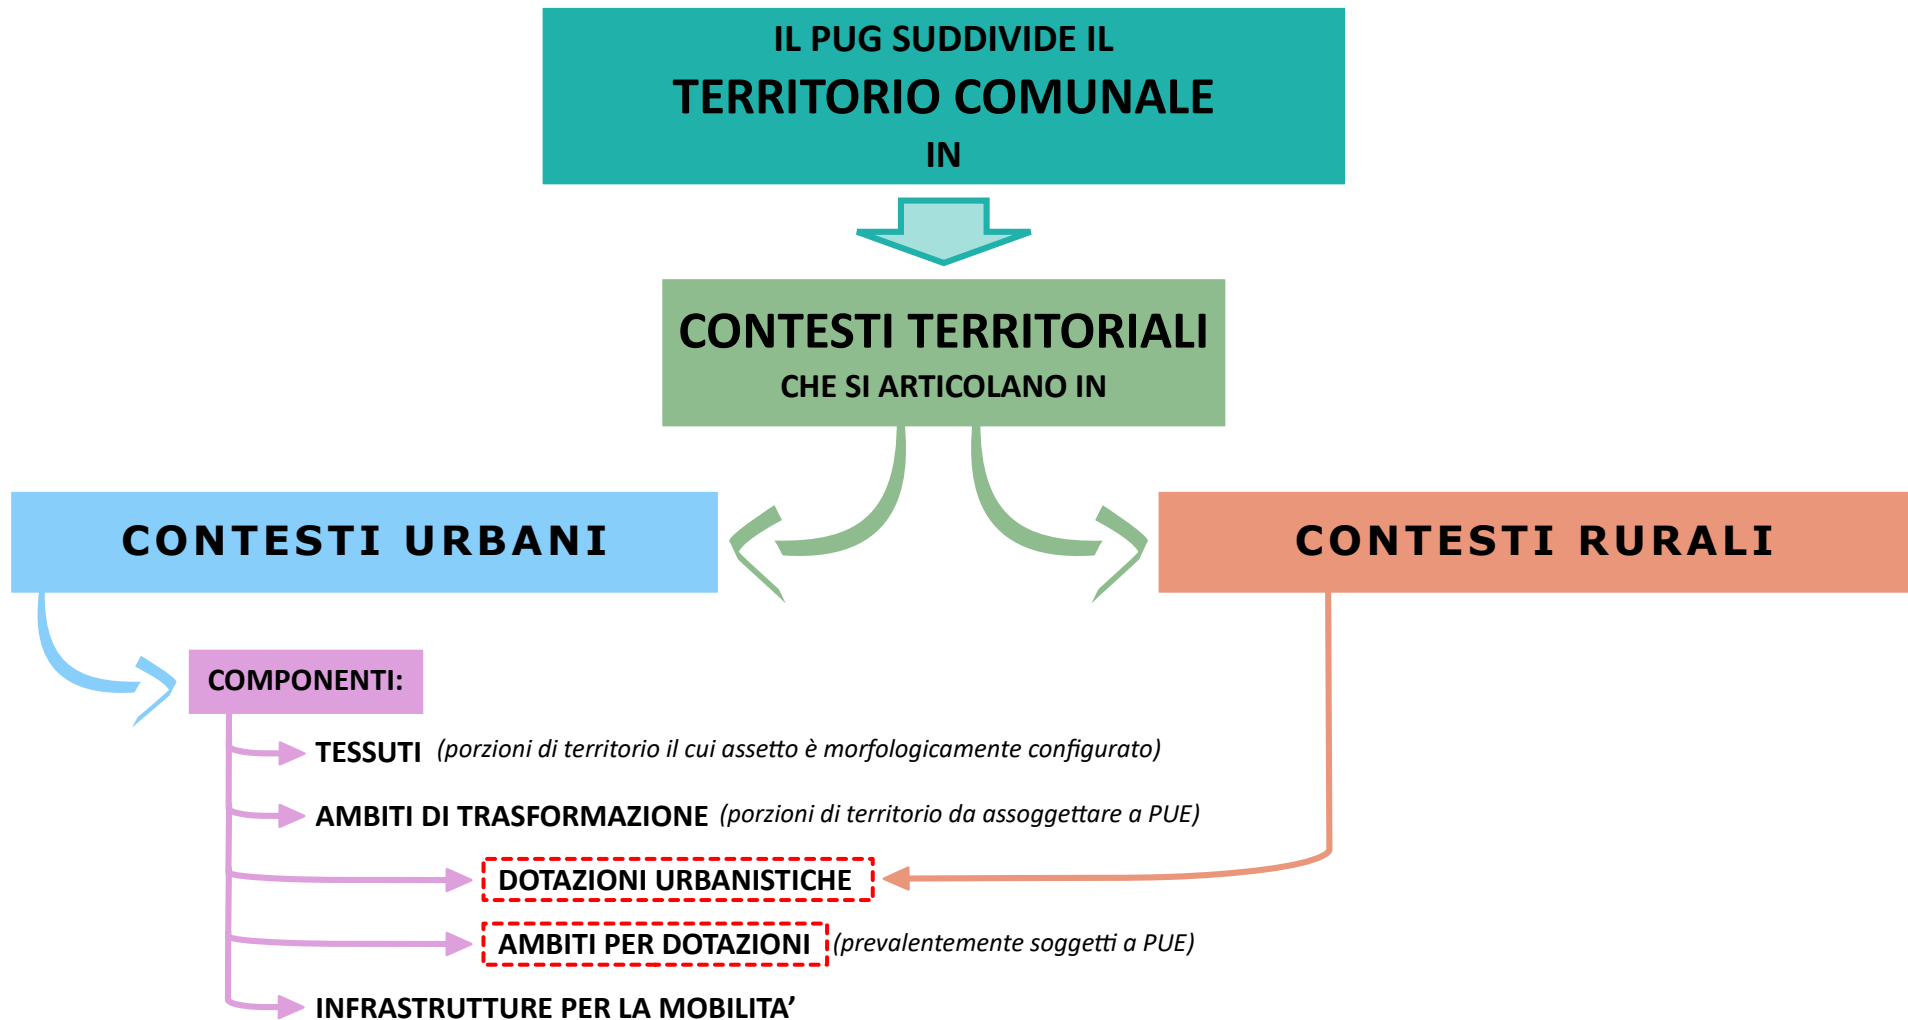 IL PUG SUDDIVIDE IL
TERRITORIO COMUNALE
IN
CONTESTI TERRITORIALI
CHE SI ARTICOLANO IN
CONTESTI URBANI
CONTESTI RURALI
COMPONENTI:
TESSUTI (porzioni di territorio il cui assetto è morfologicamente configurato)
AMBITI DI TRASFORMAZIONE (porzioni di territorio da assoggettare a PUE)
DOTAZIONI URBANISTICHE
AMBITI PER DOTAZIONI (prevalentemente soggetti a PUE)
INFRASTRUTTURE PER LA MOBILITA’